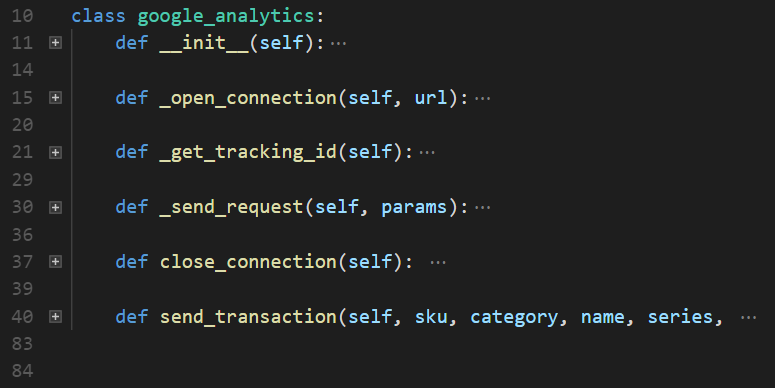 10 class google_analytics:
11 def __init__(self):···
14
15 def _open_connection(self, url):···
20
21 def _get_tracking_id(self):···
29
30 def _send_request(self, params):···
36
37 def close_connection(self): ···
39
40 def send_transaction(self, sku, category, name, series, ···
83
84